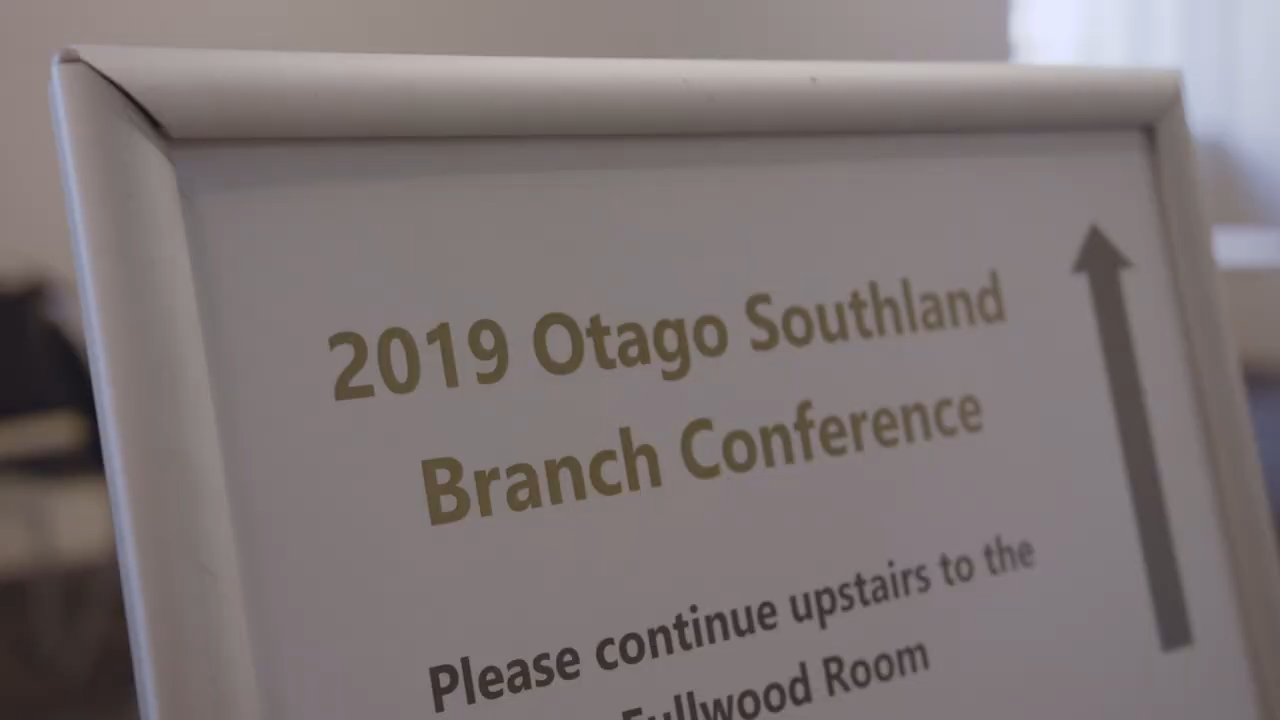 2019 Otago Southland
Branch Conference
Please continue upstairs to the
Fullwood Room